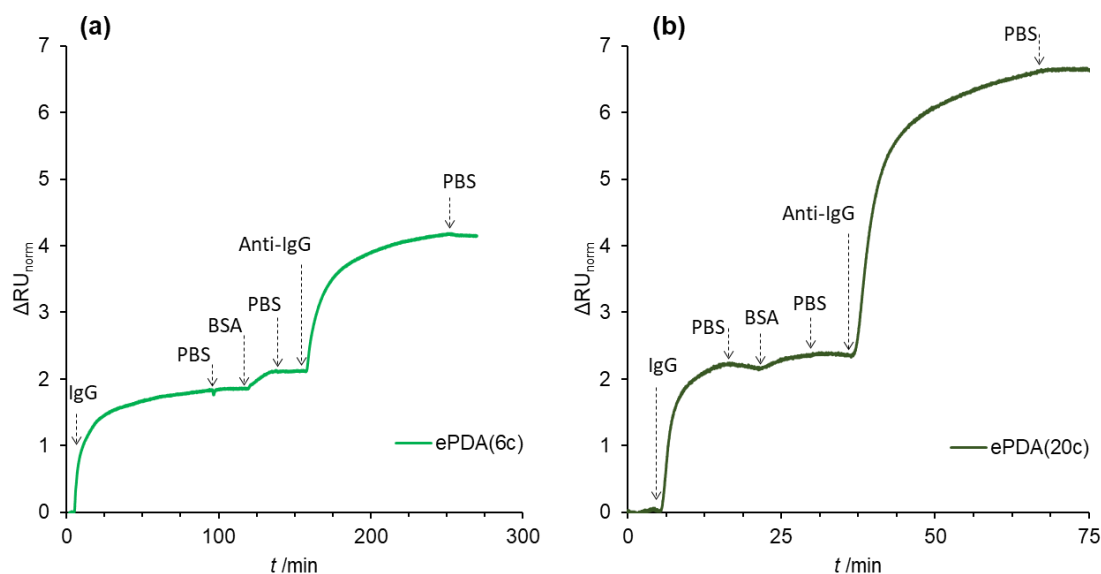 (a)
7
6
5
4
3
2
1
0
ΔRUnorm
IgG
PBS
BSA
PBS
Anti-IgG
PBS
ePDA(6c)
0
100
200
300
t /min
(b)
7
6
5
4
3
2
1
0
ΔRUnorm
IgG
PBS
BSA
PBS
Anti-IgG
PBS
ePDA(20c)
0
25
50
75
t /min